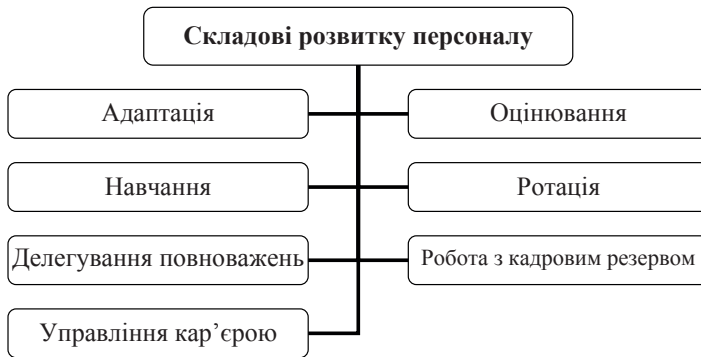 Складові розвитку персоналу
Адаптація
Оцінювання
Навчання
Ротація
Делегування повноважень
Робота з кадровим резервом
Управління кар’єрою